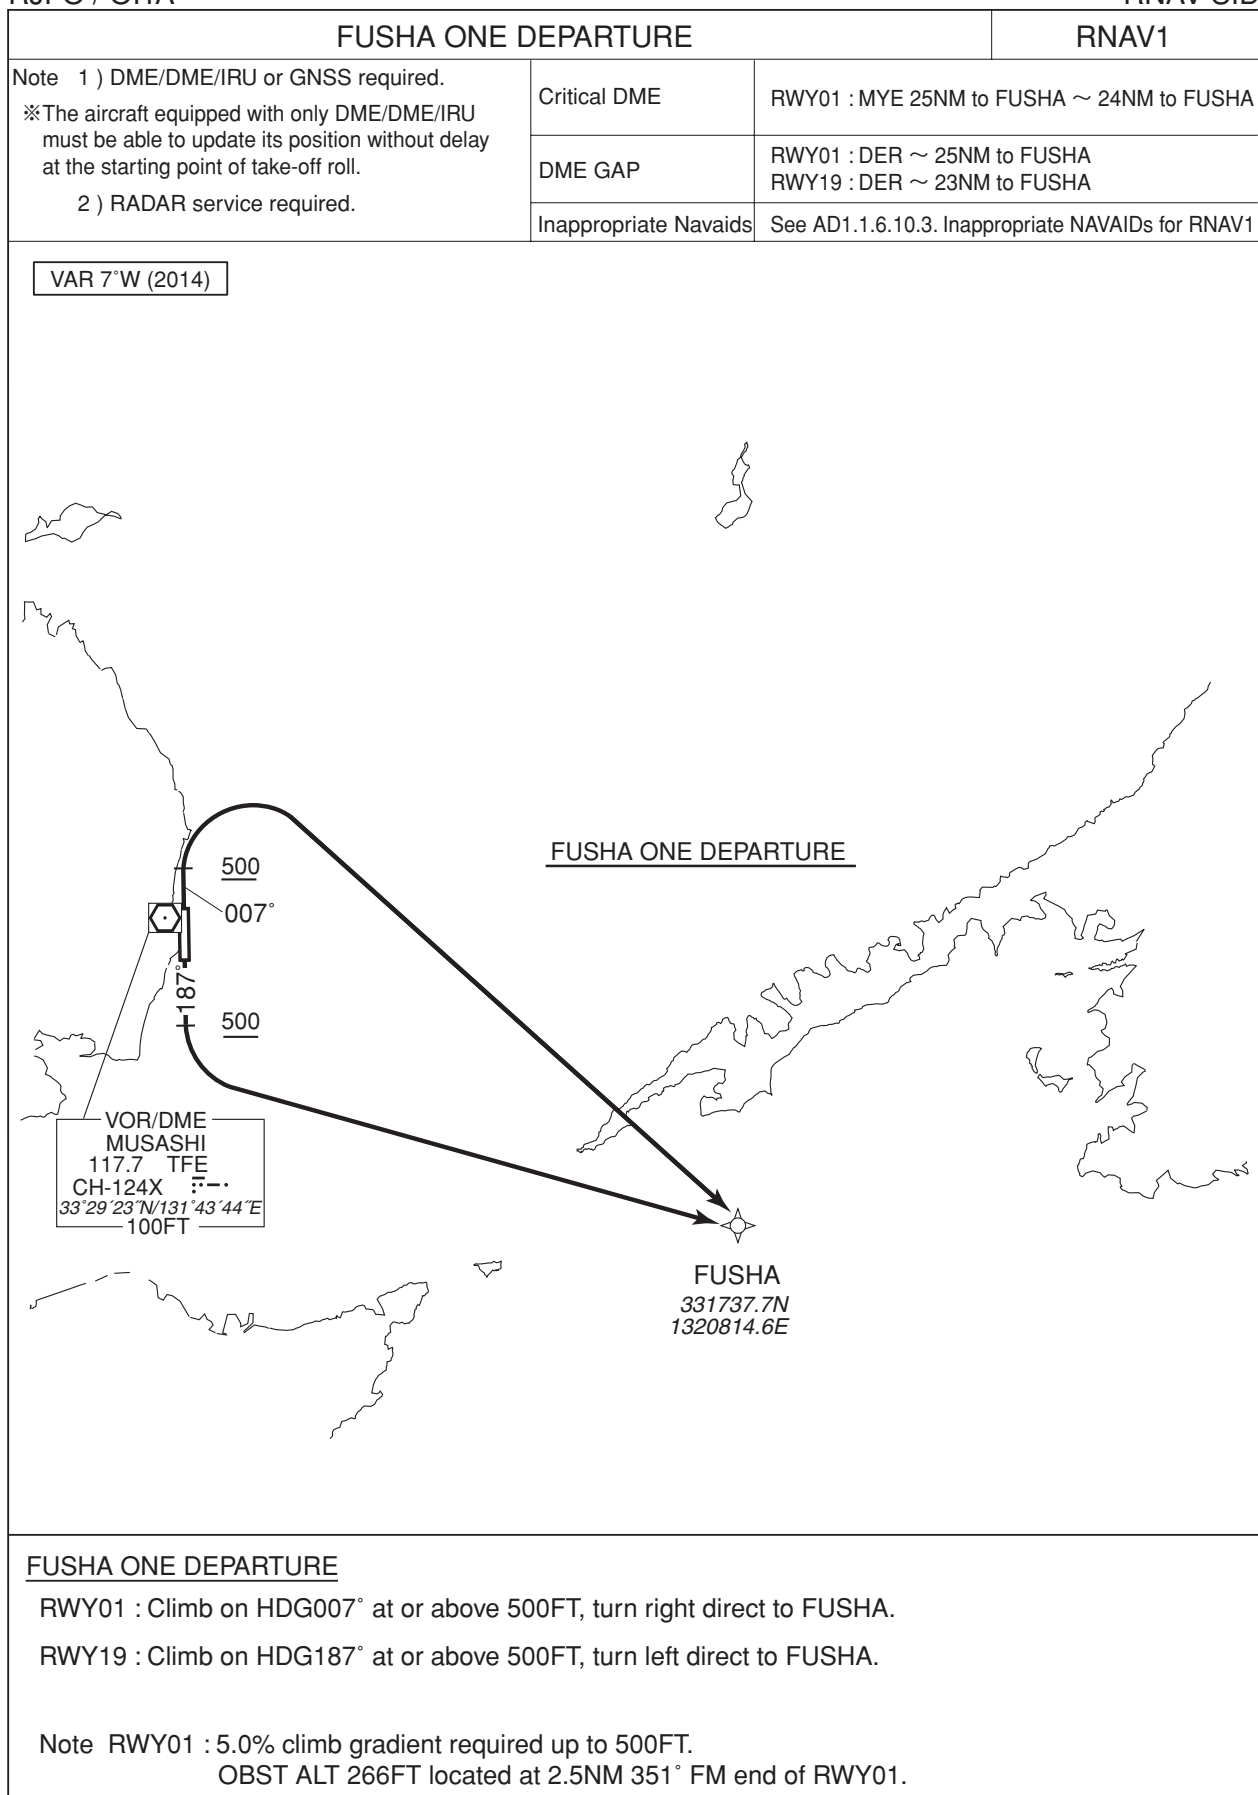 FUSHA ONE DEPARTURE
RNAV1
Note 1 ) DME/DME/IRU or GNSS required.
※The aircraft equipped with only DME/DME/IRU
must be able to update its position without delay
at the starting point of take-off roll.
2 ) RADAR service required.
Critical DME
RWY01 : MYE 25NM to FUSHA ～ 24NM to FUSHA
DME GAP
RWY01 : DER ～ 25NM to FUSHA
RWY19 : DER ～ 23NM to FUSHA
Inappropriate Navaids
See AD1.1.6.10.3. Inappropriate NAVAIDs for RNAV1
VAR 7°W (2014)
FUSHA ONE DEPARTURE
500
007°
187°
500
VOR/DME
MUSASHI
117.7 TFE
CH-124X
33°29′23″N/131°43′44″E
100FT
FUSHA
331737.7N
1320814.6E
FUSHA ONE DEPARTURE
RWY01 : Climb on HDG007° at or above 500FT, turn right direct to FUSHA.
RWY19 : Climb on HDG187° at or above 500FT, turn left direct to FUSHA.
Note RWY01 : 5.0% climb gradient required up to 500FT.
OBST ALT 266FT located at 2.5NM 351° FM end of RWY01.